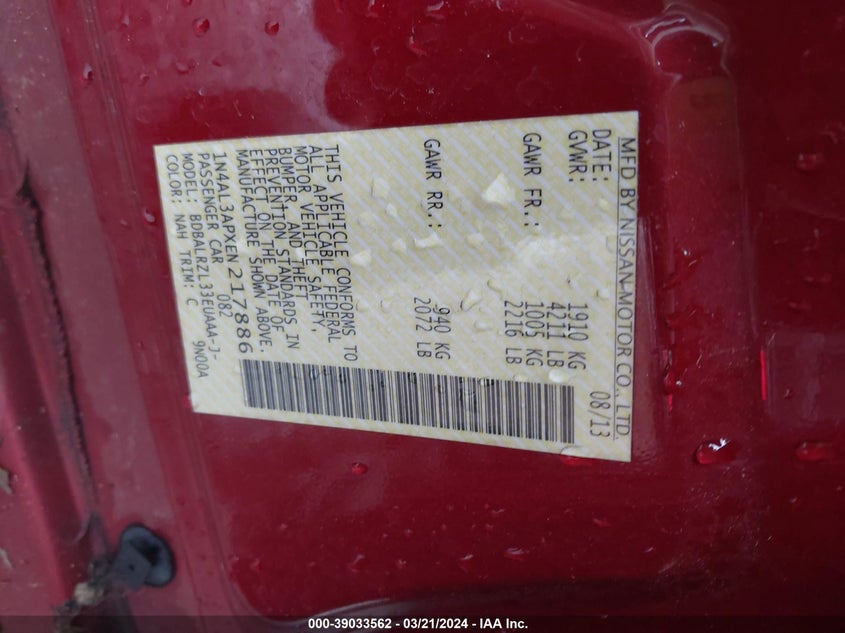 MFD BY NISSAN MOTOR CO., LTD.
DATE: 08/13
GVWR: 1910 KG
4211 LB
GAWR FR.: 1005 KG
2216 LB
GAWR RR.: 940 KG
2072 LB
THIS VEHICLE CONFORMS TO
ALL APPLICABLE FEDERAL
MOTOR VEHICLE SAFETY,
BUMPER, AND THEFT
PREVENTION STANDARDS IN
EFFECT ON THE DATE OF
MANUFACTURE SHOWN ABOVE.
1N4AL3APXEN217886
PASSENGER CAR 082
MODEL: BDBALRZL33EUAAA-J-
COLOR: NAH TRIM: C 9N00A
000-39033562 - 03/21/2024 - IAA Inc.